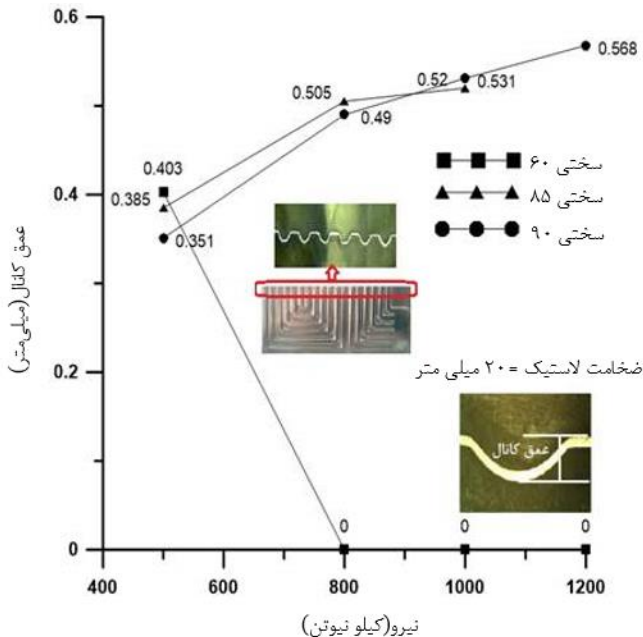 0.6
0.568
0.52
0.531
0.505
0.49
سختی ۶۰
0.403
0.4
سختی ۸۵
0.385
سختی ۹۰
0.351
عمق کانال(میلی‌متر)
ضخامت لاستیک = ۲۰ میلی متر
0.2
عمق کانال
0
0
0
0
400
600
800
1000
1200
نیرو(کیلو نیوتن)